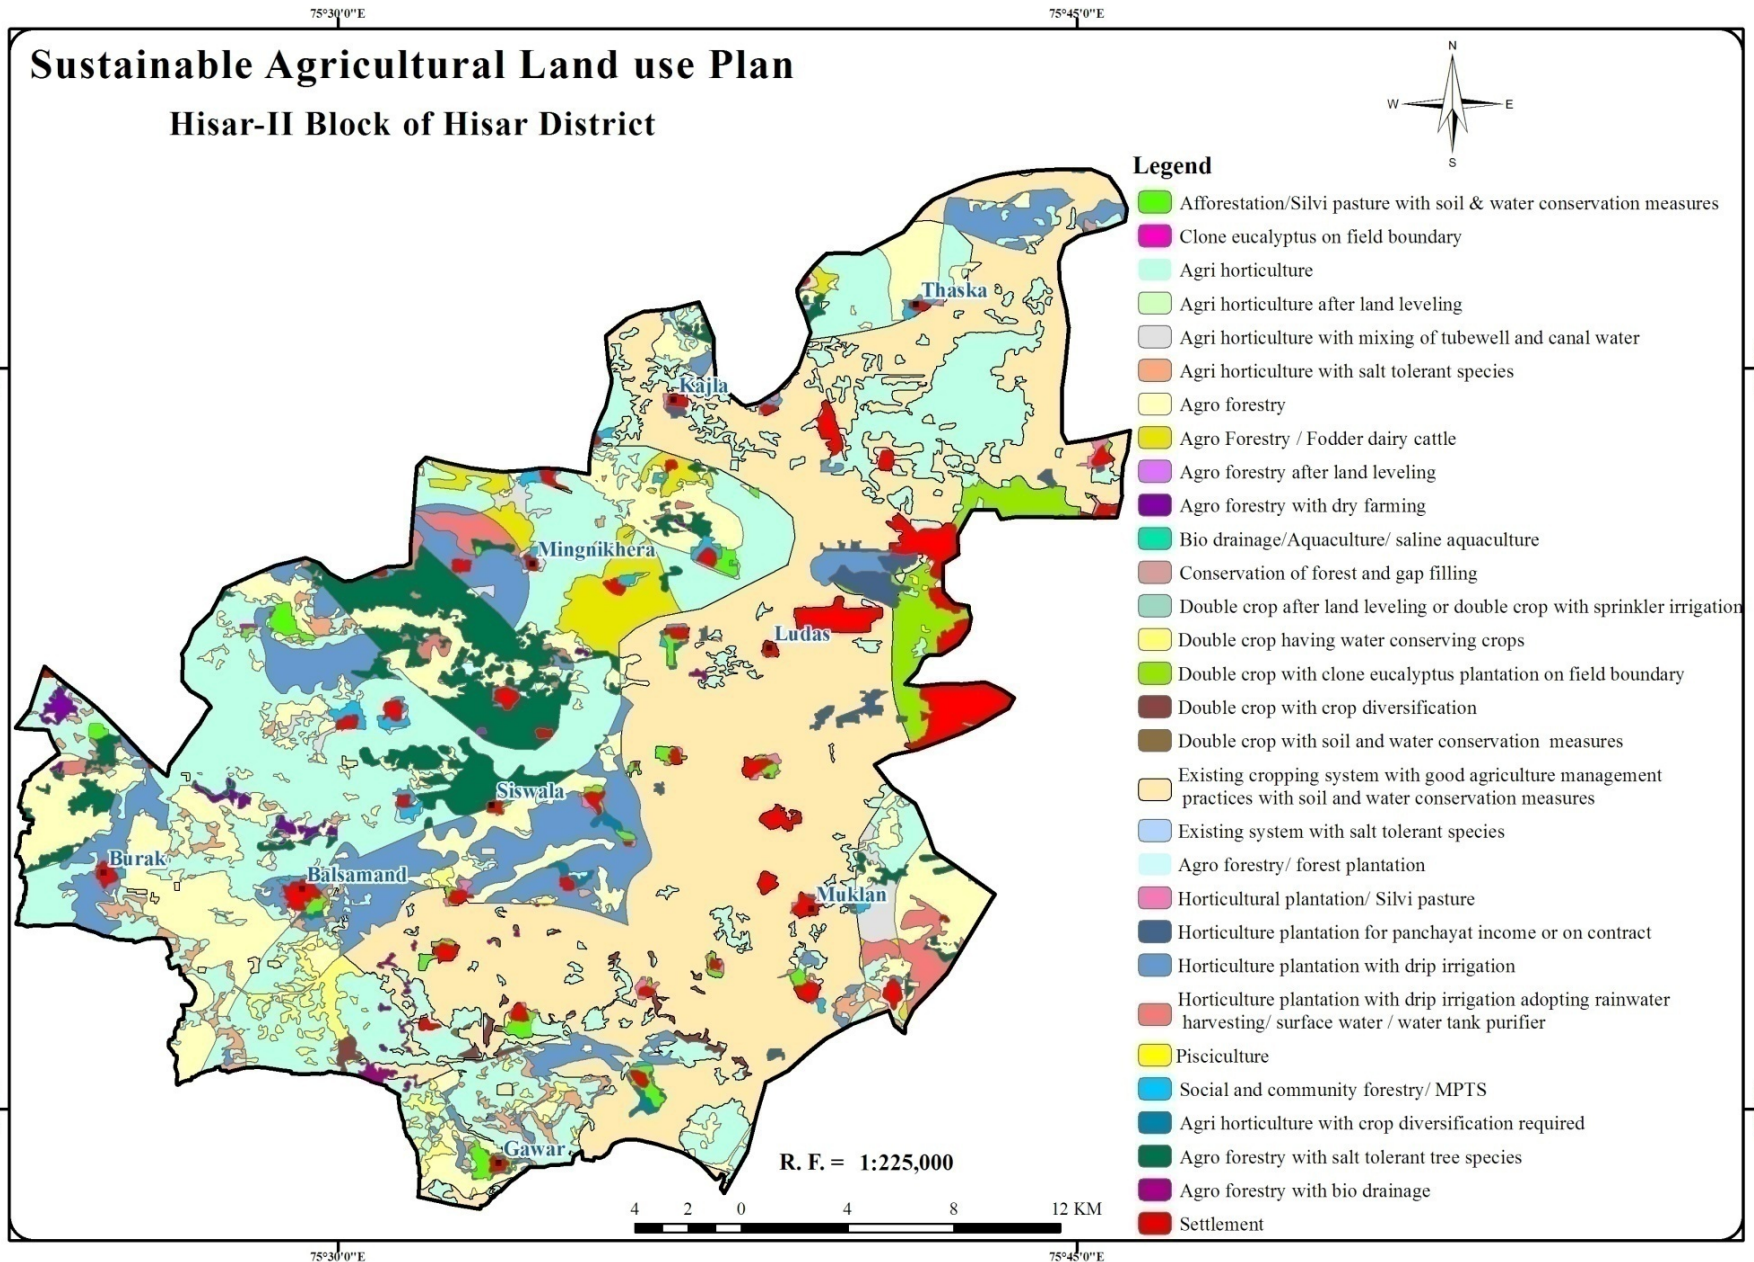 75°30'0"E
75°45'0"E
Sustainable Agricultural Land use Plan
Hisar-II Block of Hisar District
N
W
E
S
Legend
Afforestation/Silvi pasture with soil & water conservation measures
Clone eucalyptus on field boundary
Agri horticulture
Agri horticulture after land leveling
Agri horticulture with mixing of tubewell and canal water
Agri horticulture with salt tolerant species
Agro forestry
Agro Forestry / Fodder dairy cattle
Agro forestry after land leveling
Agro forestry with dry farming
Bio drainage/Aquaculture/ saline aquaculture
Conservation of forest and gap filling
Double crop after land leveling or double crop with sprinkler irrigation
Double crop having water conserving crops
Double crop with clone eucalyptus plantation on field boundary
Double crop with crop diversification
Double crop with soil and water conservation measures
Existing cropping system with good agriculture management
practices with soil and water conservation measures
Existing system with salt tolerant species
Agro forestry/ forest plantation
Horticultural plantation/ Silvi pasture
Horticulture plantation for panchayat income or on contract
Horticulture plantation with drip irrigation
Horticulture plantation with drip irrigation adopting rainwater
harvesting/ surface water / water tank purifier
Pisciculture
Social and community forestry/ MPTS
Agri horticulture with crop diversification required
Agro forestry with salt tolerant tree species
Agro forestry with bio drainage
Settlement
Thaska
Kajla
Mingnikhera
Ludas
Siswala
Burak
Balsamand
Muklan
Gawar
R. F. = 1:225,000
4 2 0 4 8 12 KM
75°30'0"E
75°45'0"E